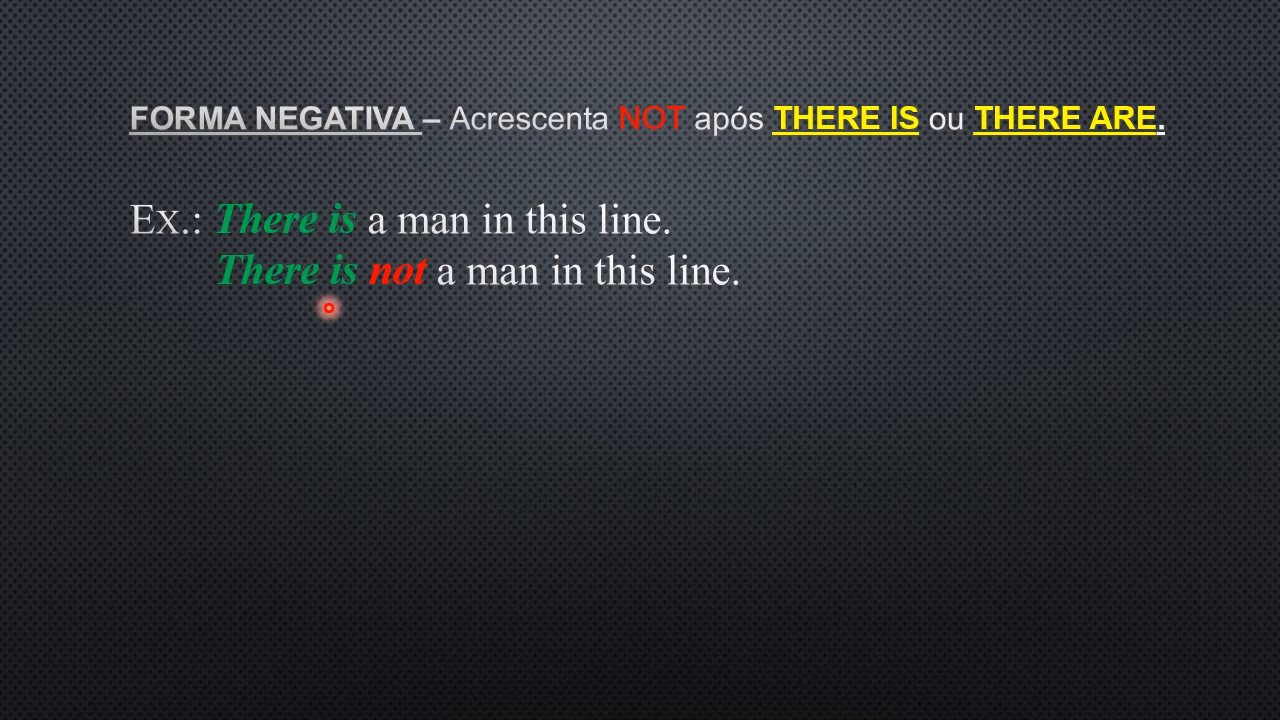 FORMA NEGATIVA – Acrescenta NOT após THERE IS ou THERE ARE.
Ex.: There is a man in this line.
There is not a man in this line.